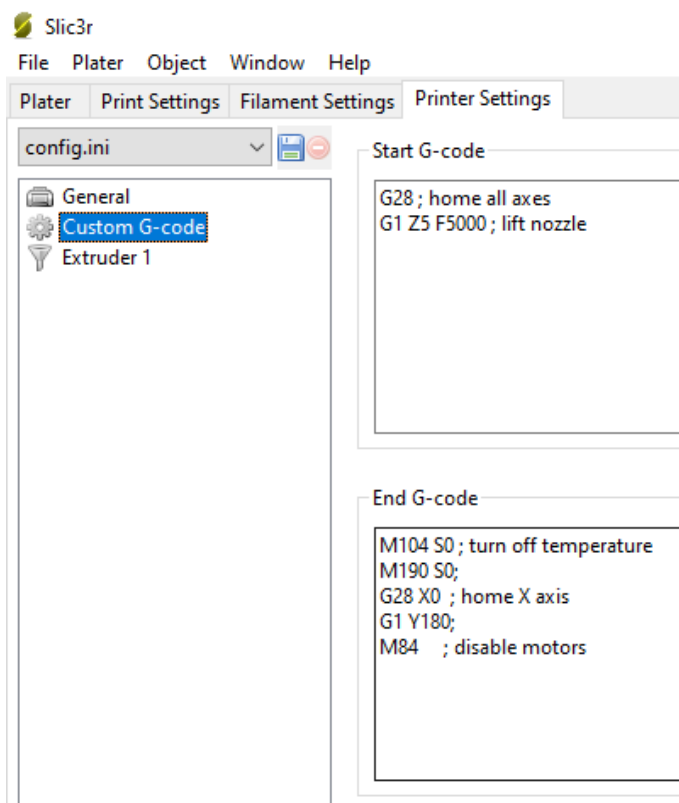 Slic3r
File Plater Object Window Help
Plater Print Settings Filament Settings Printer Settings
config.ini
General
Custom G-code
Extruder 1
Start G-code
G28 ; home all axes
G1 Z5 F5000 ; lift nozzle
End G-code
M104 S0 ; turn off temperature
M190 S0;
G28 X0  ; home X axis
G1 Y180;
M84    ; disable motors